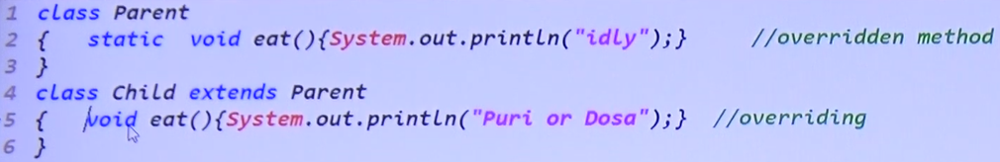 1 class Parent
2 { static void eat(){System.out.println("idly");} //overridden method
3 }
4 class Child extends Parent
5 { void eat(){System.out.println("Puri or Dosa");} //overriding
6 }